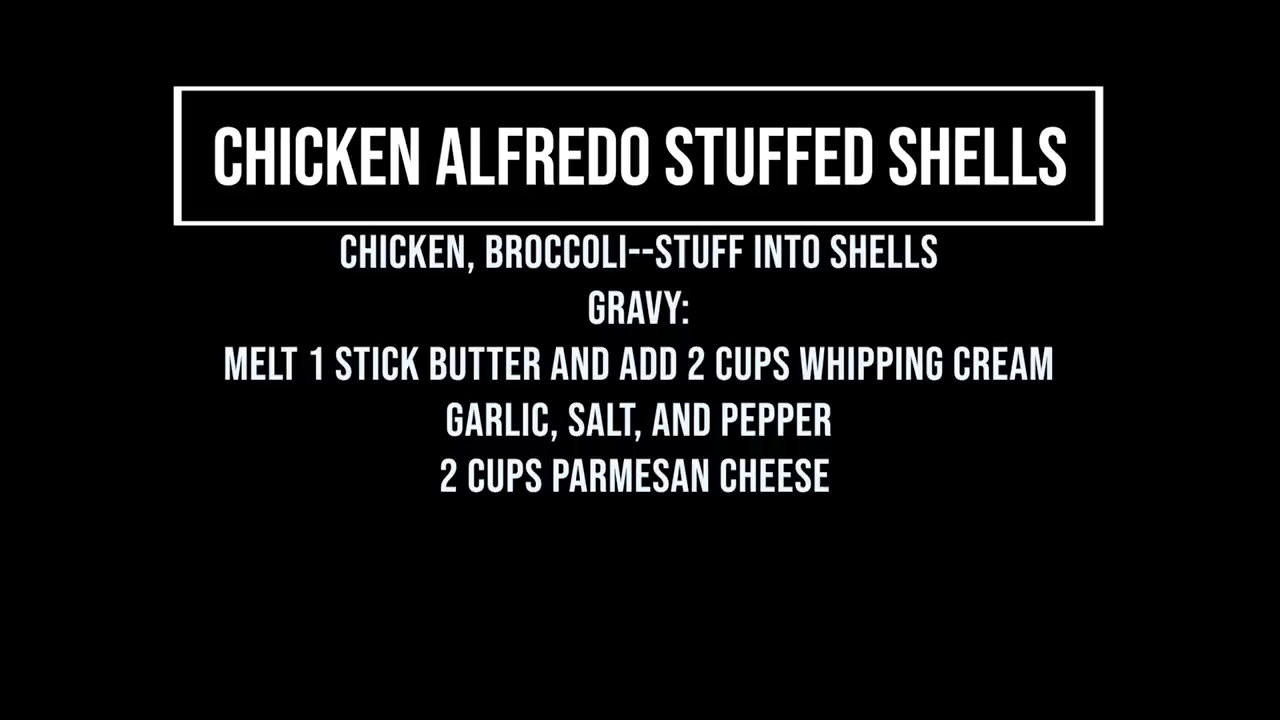 CHICKEN ALFREDO STUFFED SHELLS
CHICKEN, BROCCOLI--STUFF INTO SHELLS
GRAVY:
MELT 1 STICK BUTTER AND ADD 2 CUPS WHIPPING CREAM
GARLIC, SALT, AND PEPPER
2 CUPS PARMESAN CHEESE